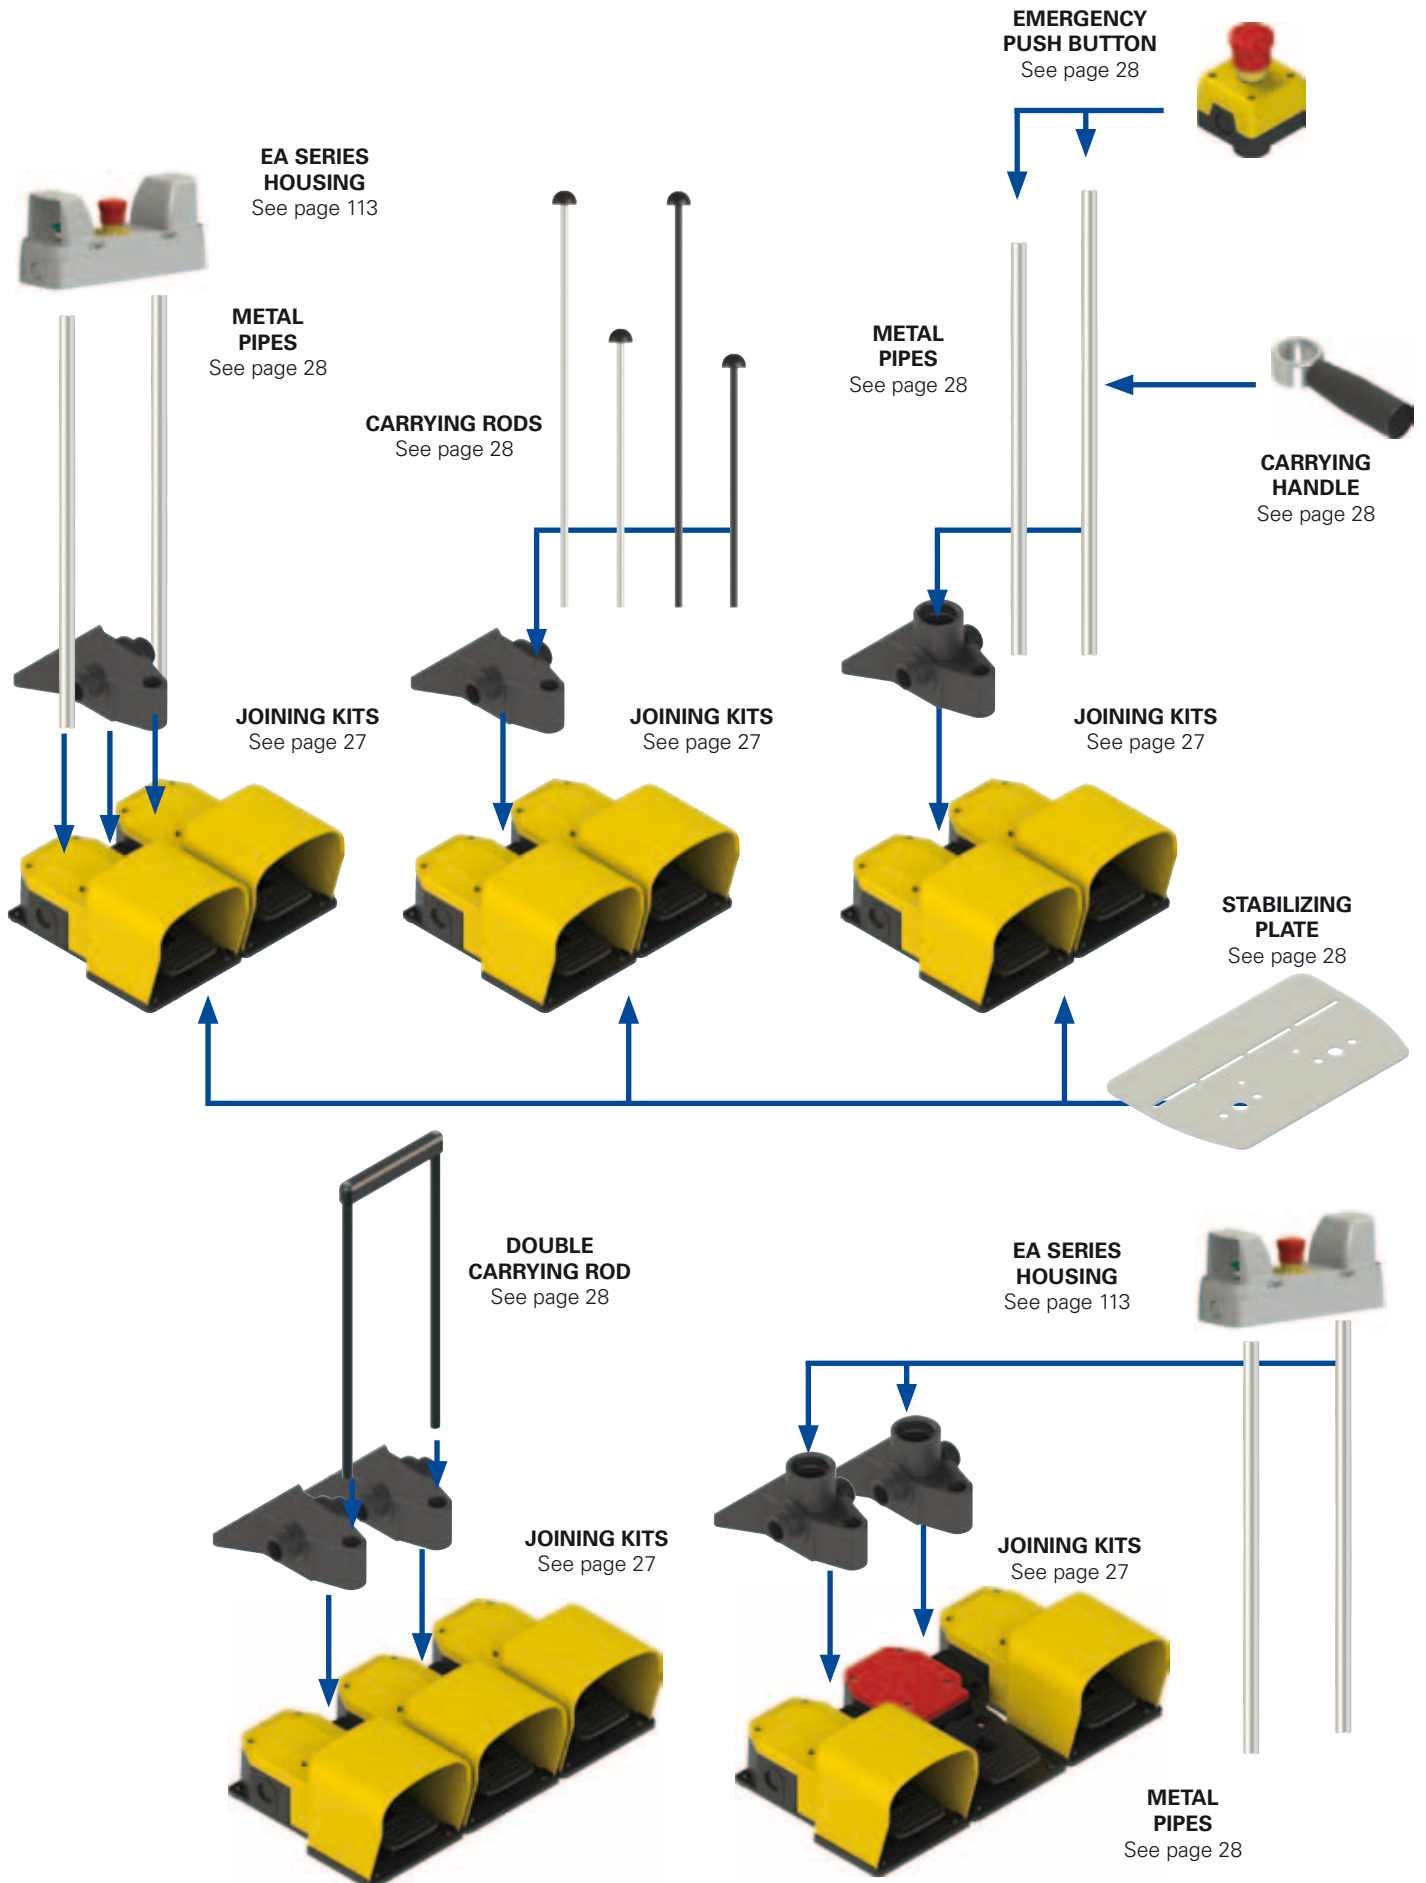 EMERGENCY
PUSH BUTTON
See page 28
EA SERIES
HOUSING
See page 113
METAL
PIPES
See page 28
CARRYING RODS
See page 28
METAL
PIPES
See page 28
CARRYING
HANDLE
See page 28
JOINING KITS
See page 27
JOINING KITS
See page 27
JOINING KITS
See page 27
STABILIZING
PLATE
See page 28
DOUBLE
CARRYING ROD
See page 28
EA SERIES
HOUSING
See page 113
JOINING KITS
See page 27
JOINING KITS
See page 27
METAL
PIPES
See page 28